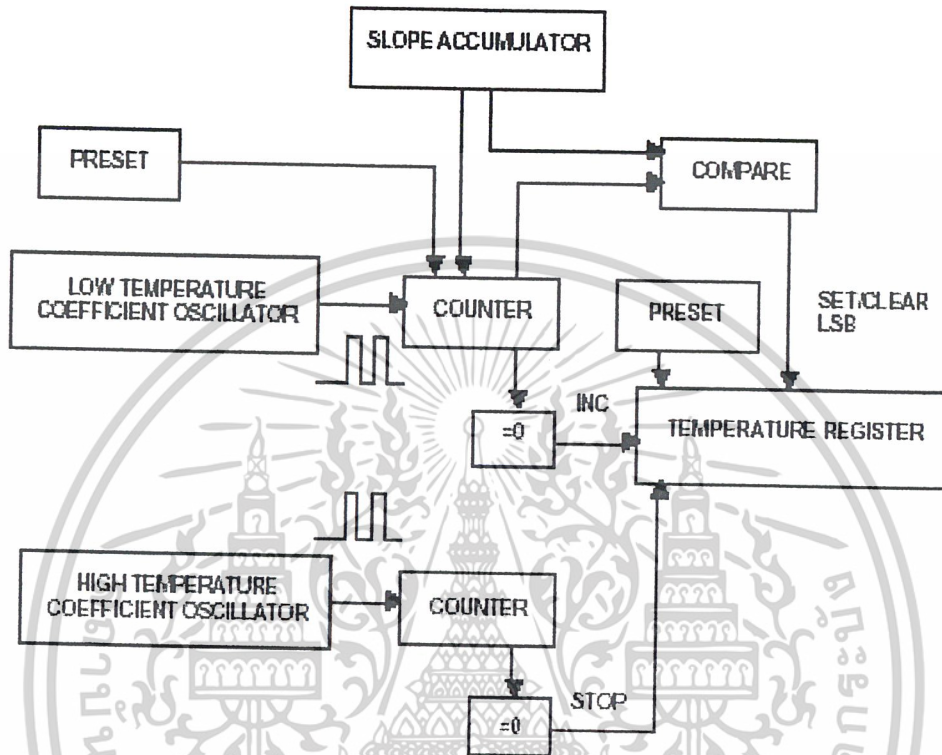 SLOPE ACCUMULATOR
PRESET
COMPARE
LOW TEMPERATURE
COEFFICIENT OSCILLATOR
COUNTER
PRESET
SET/CLEAR
LSB
=0
INC
TEMPERATURE REGISTER
HIGH TEMPERATURE
COEFFICIENT OSCILLATOR
COUNTER
=0
STOP